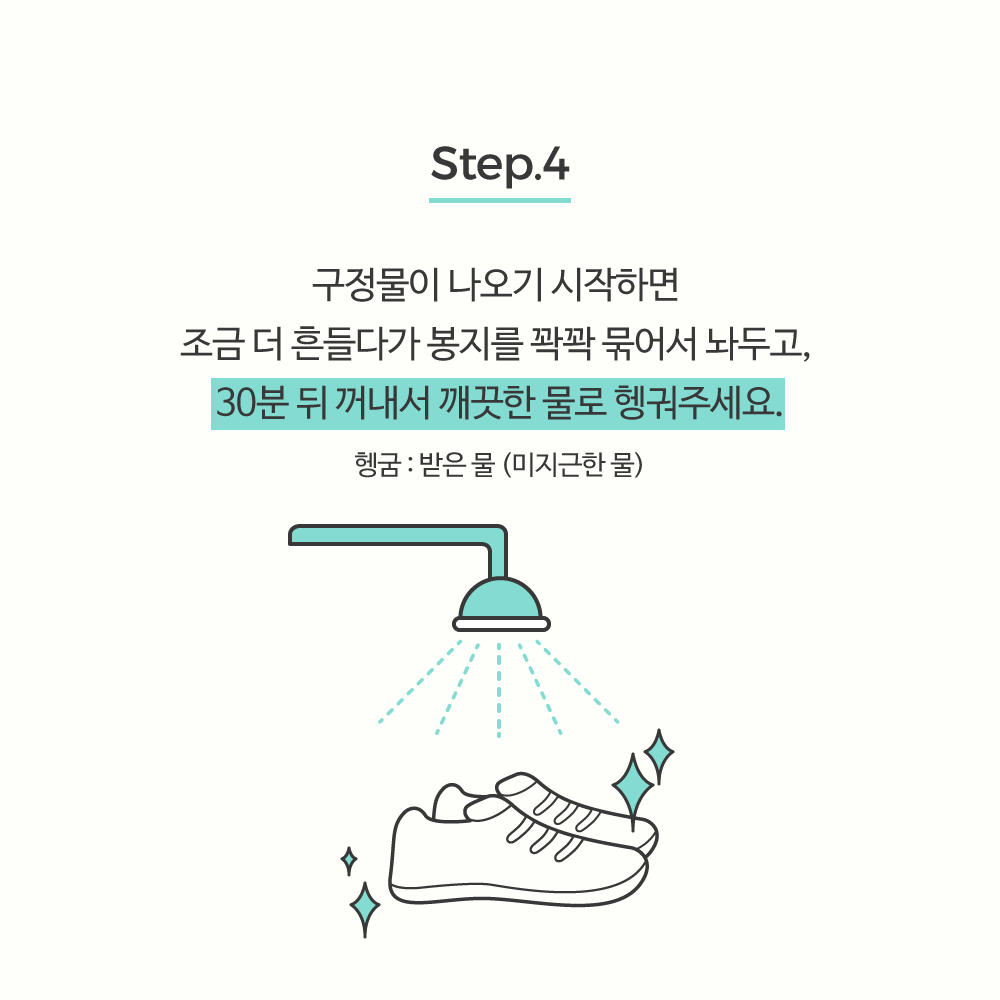 Step.4
구정물이 나오기 시작하면
조금 더 흔들다가 봉지를 꽉꽉 묶어서 놔두고,
30분 뒤 꺼내서 깨끗한 물로 헹궈주세요.
헹굼 : 받은 물 (미지근한 물)